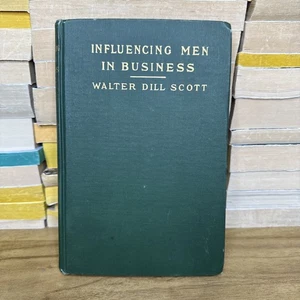 INFLUENCING MEN
IN BUSINESS
WALTER DILL SCOTT